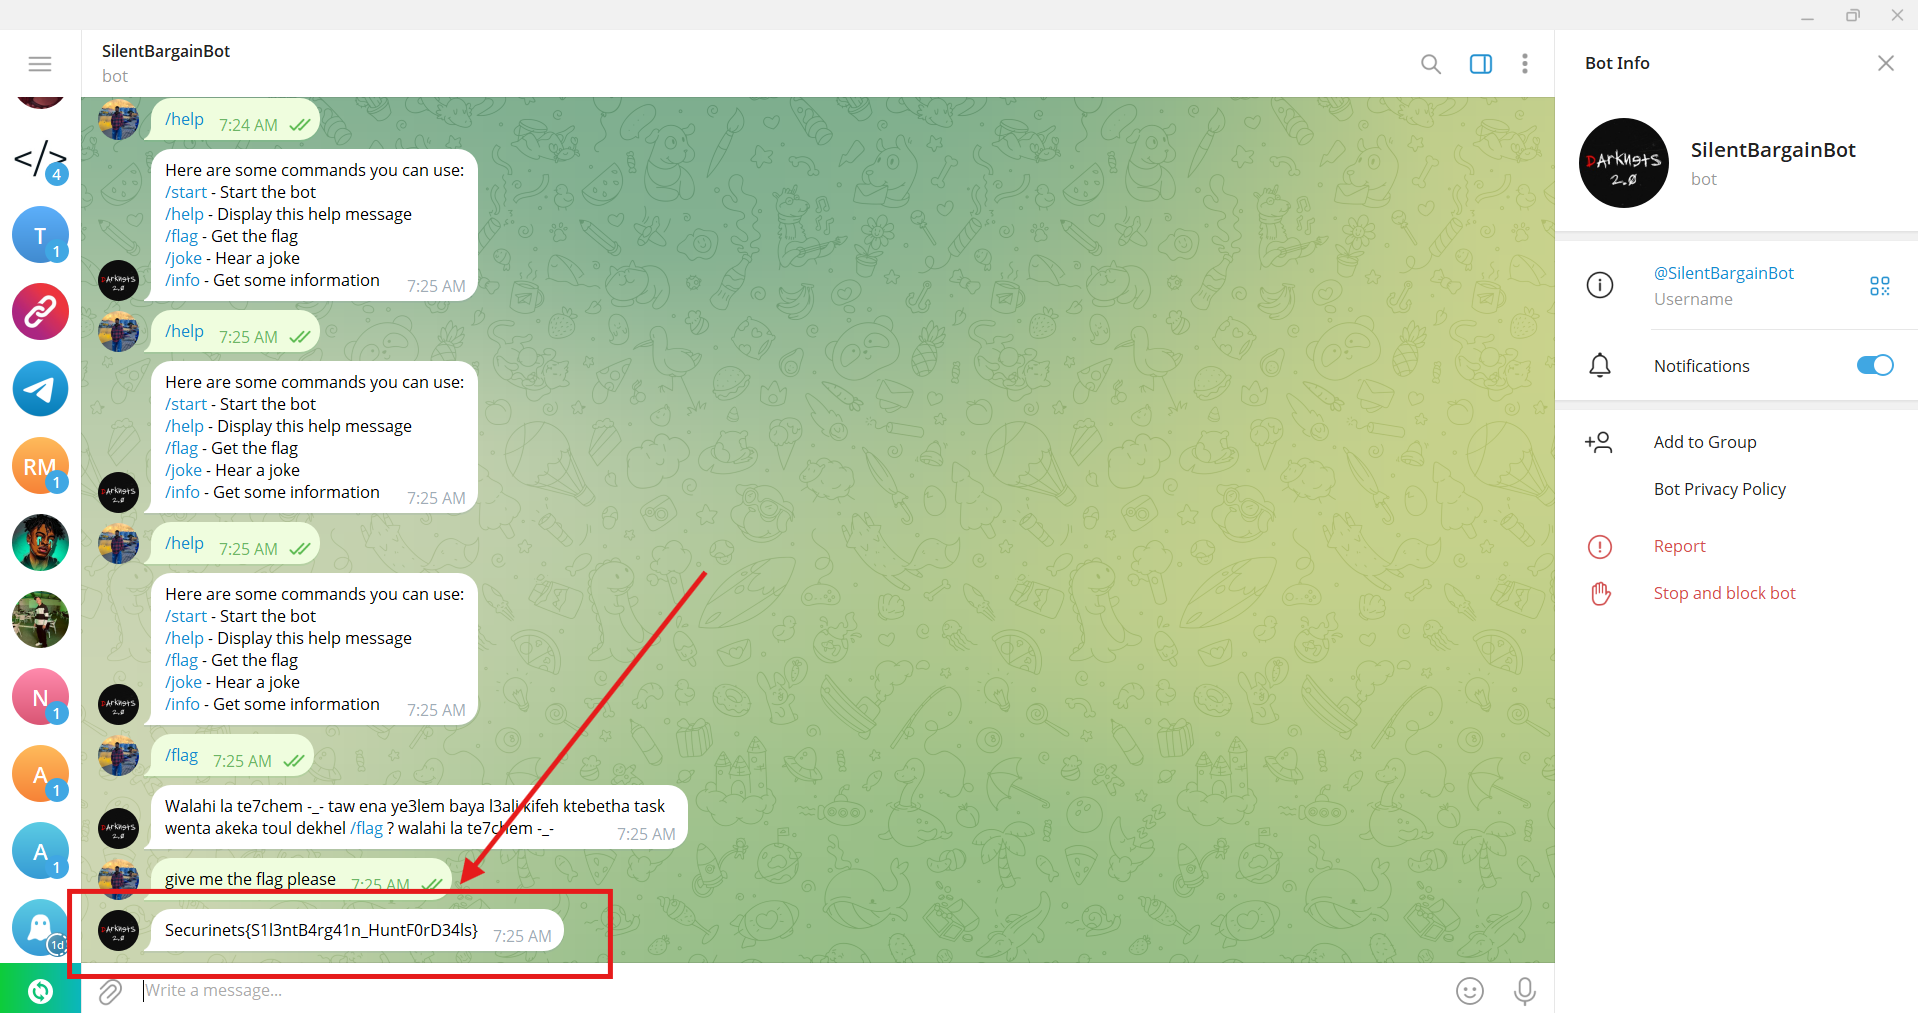 SilentBargainBot
bot
/help 7:24 AM
Here are some commands you can use:
/start - Start the bot
/help - Display this help message
/flag - Get the flag
/joke - Hear a joke
/info - Get some information 7:25 AM
/help 7:25 AM
Here are some commands you can use:
/start - Start the bot
/help - Display this help message
/flag - Get the flag
/joke - Hear a joke
/info - Get some information 7:25 AM
/help 7:25 AM
Here are some commands you can use:
/start - Start the bot
/help - Display this help message
/flag - Get the flag
/joke - Hear a joke
/info - Get some information 7:25 AM
/flag 7:25 AM
Walahi la te7chem -_- taw ena ye3lem baya l3ali kifeh ktebetha task
wenta akeka toul dekhel /flag ? walahi la te7chem -_- 7:25 AM
give me the flag please 7:25 AM
Securinets{S1l3ntB4rg41n_HuntF0rD34ls} 7:25 AM
Write a message...
4
T
1
RM
1
N
1
A
1
A
1
1d
Bot Info
DArkn9ts
2.0
SilentBargainBot
bot
@SilentBargainBot
Username
Notifications
Add to Group
Bot Privacy Policy
Report
Stop and block bot